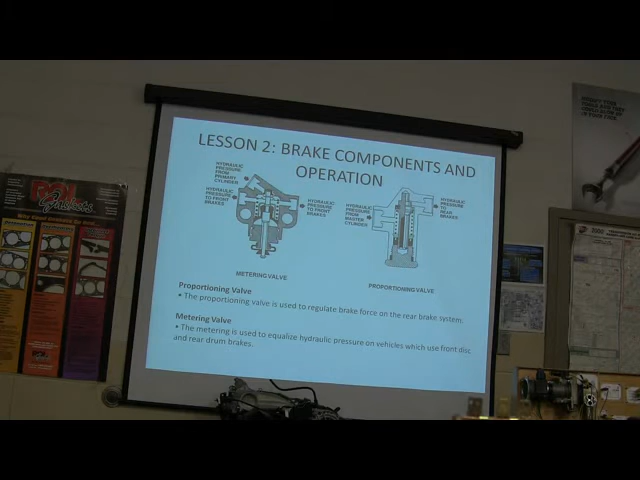 LESSON 2: BRAKE COMPONENTS AND
OPERATION
HYDRAULIC
PRESSURE
FROM
PRIMARY
CYLINDER
HYDRAULIC
PRESSURE
TO FRONT
BRAKES
HYDRAULIC
PRESSURE
TO FRONT
BRAKES
METERING VALVE
HYDRAULIC
PRESSURE
FROM
MASTER
CYLINDER
HYDRAULIC
PRESSURE
TO
REAR
BRAKES
PROPORTIONING VALVE
Proportioning Valve
• The proportioning valve is used to regulate brake force on the rear brake system.
Metering Valve
• The metering is used to equalize hydraulic pressure on vehicles which use front disc
and rear drum brakes.
ROL
Gaskets